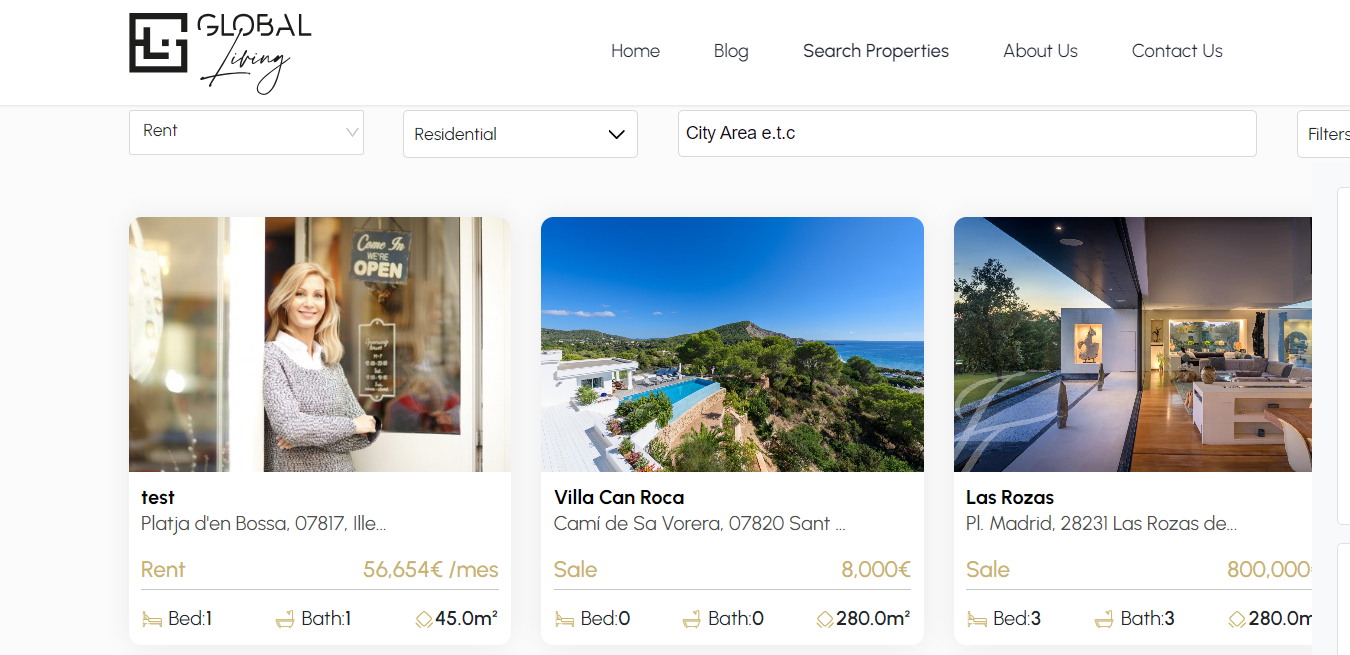 GLOBAL
Living
Home Blog Search Properties About Us Contact Us
Rent Residential City Area e.t.c Filters
Come In
WE'RE
OPEN
test
Platja d'en Bossa, 07817, Ille...
Rent 56,654€ /mes
Bed:1 Bath:1 45.0m²
Villa Can Roca
Camí de Sa Vorera, 07820 Sant ...
Sale 8,000€
Bed:0 Bath:0 280.0m²
Las Rozas
Pl. Madrid, 28231 Las Rozas de...
Sale 800,000
Bed:3 Bath:3 280.0m